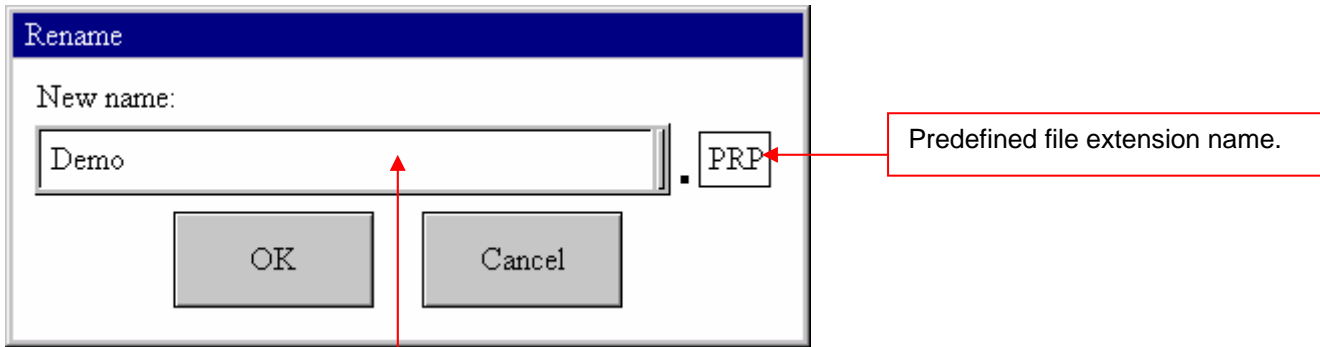 Rename
New name:
Demo . PRP
Predefined file extension name.
OK Cancel